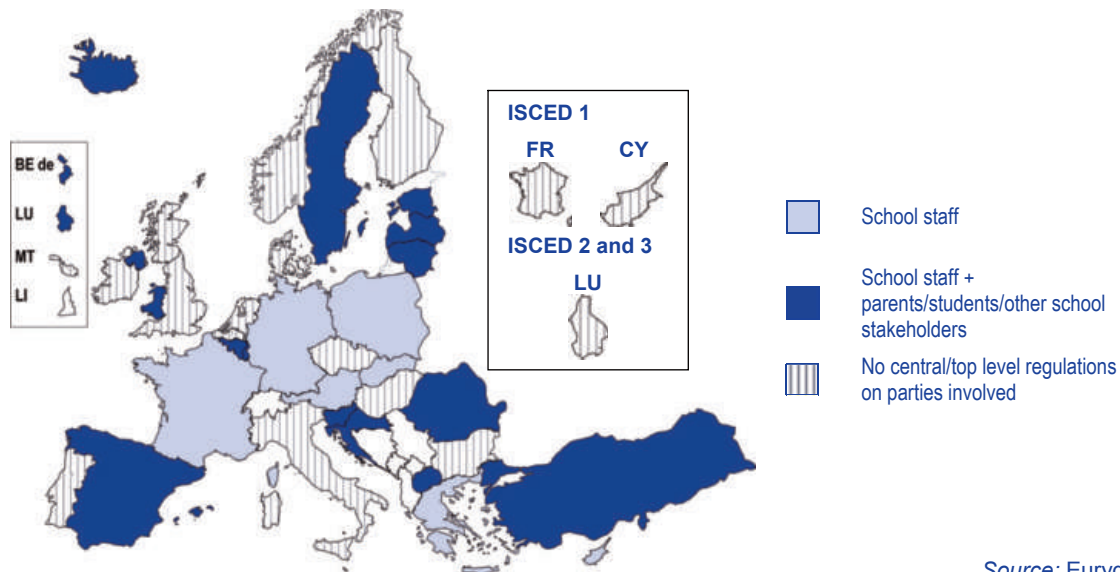 BE de
LU
MT
LI
ISCED 1
FR CY
ISCED 2 and 3
LU
School staff
School staff +
parents/students/other school
stakeholders
No central/top level regulations
on parties involved
Source: